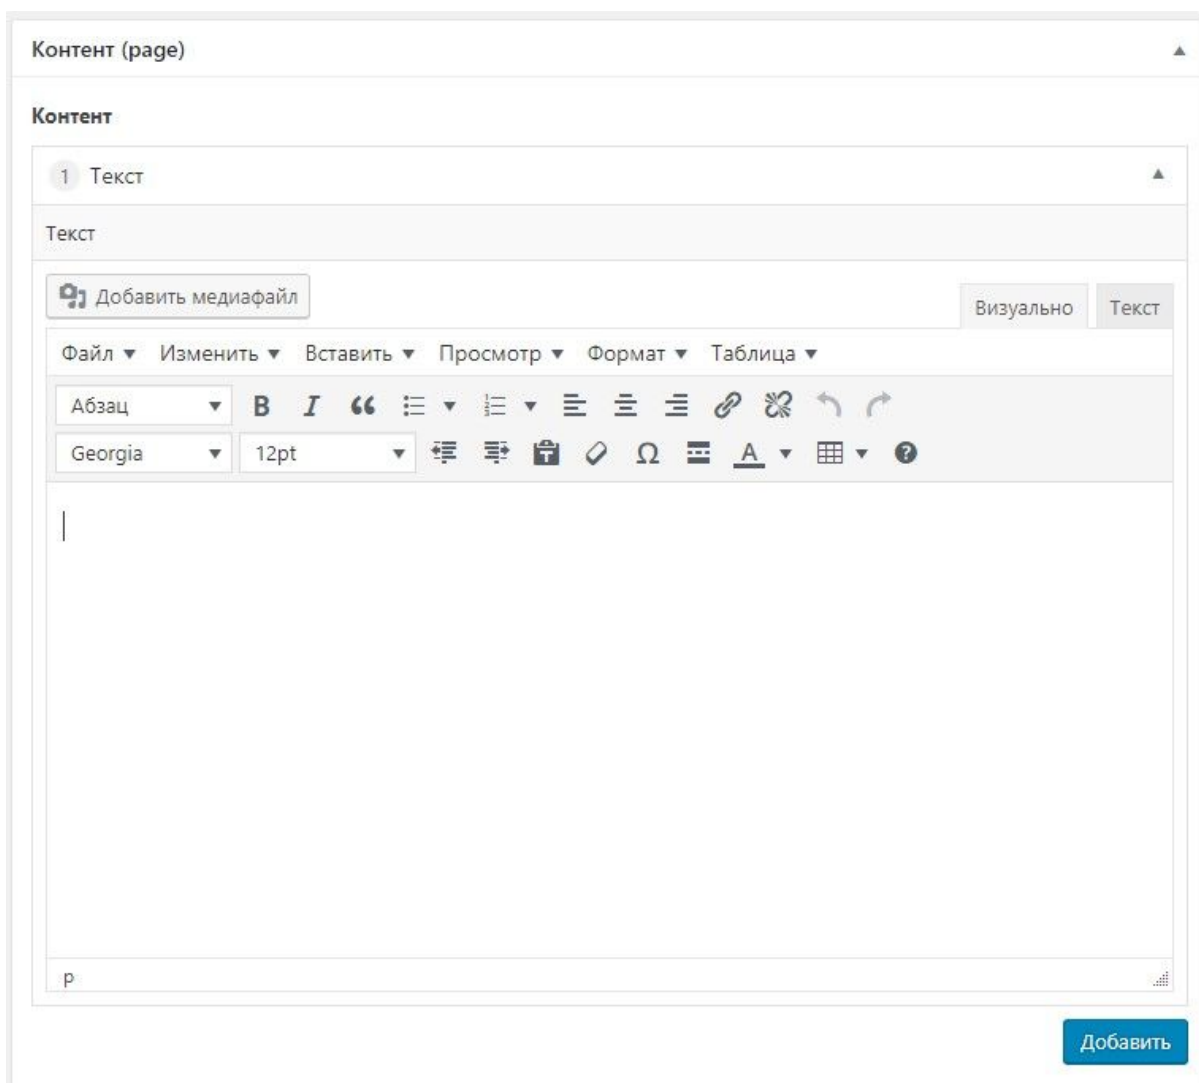 Контент (page)
Контент
1 Текст
Текст
Добавить медиафайл
Визуально Текст
Файл Изменить Вставить Просмотр Формат Таблица
Абзац B I
Georgia 12pt Ω A
p
Добавить